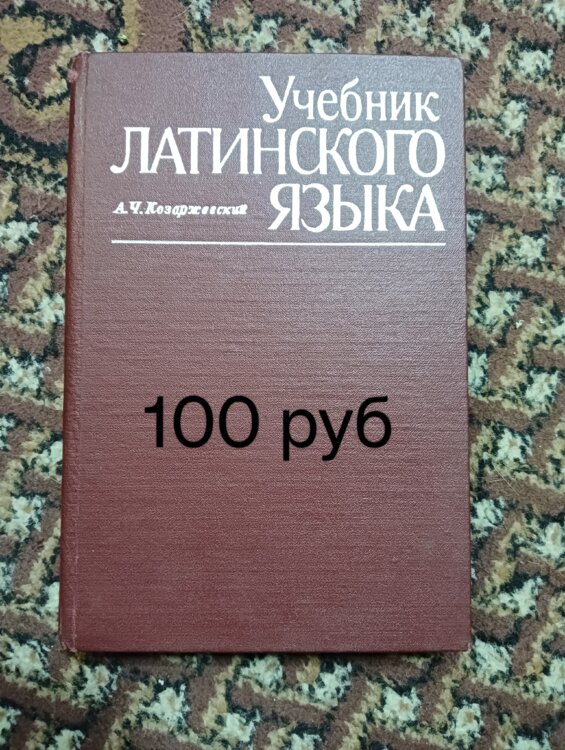 Учебник
ЛАТИНСКОГО
ЯЗЫКА
А.Ч.Козаржевский
100 руб